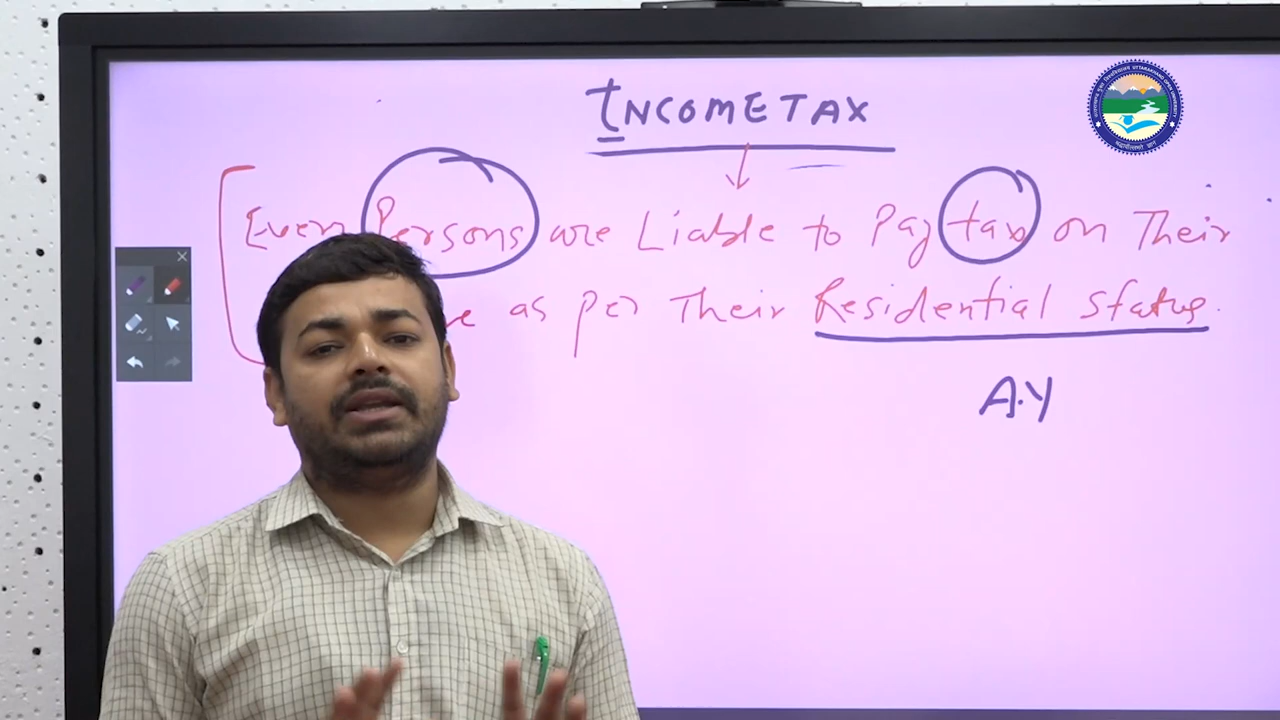 INCOMETAX
Every Persons are Liable to Pay tax on Their
as per Their Residential Status.
A.Y